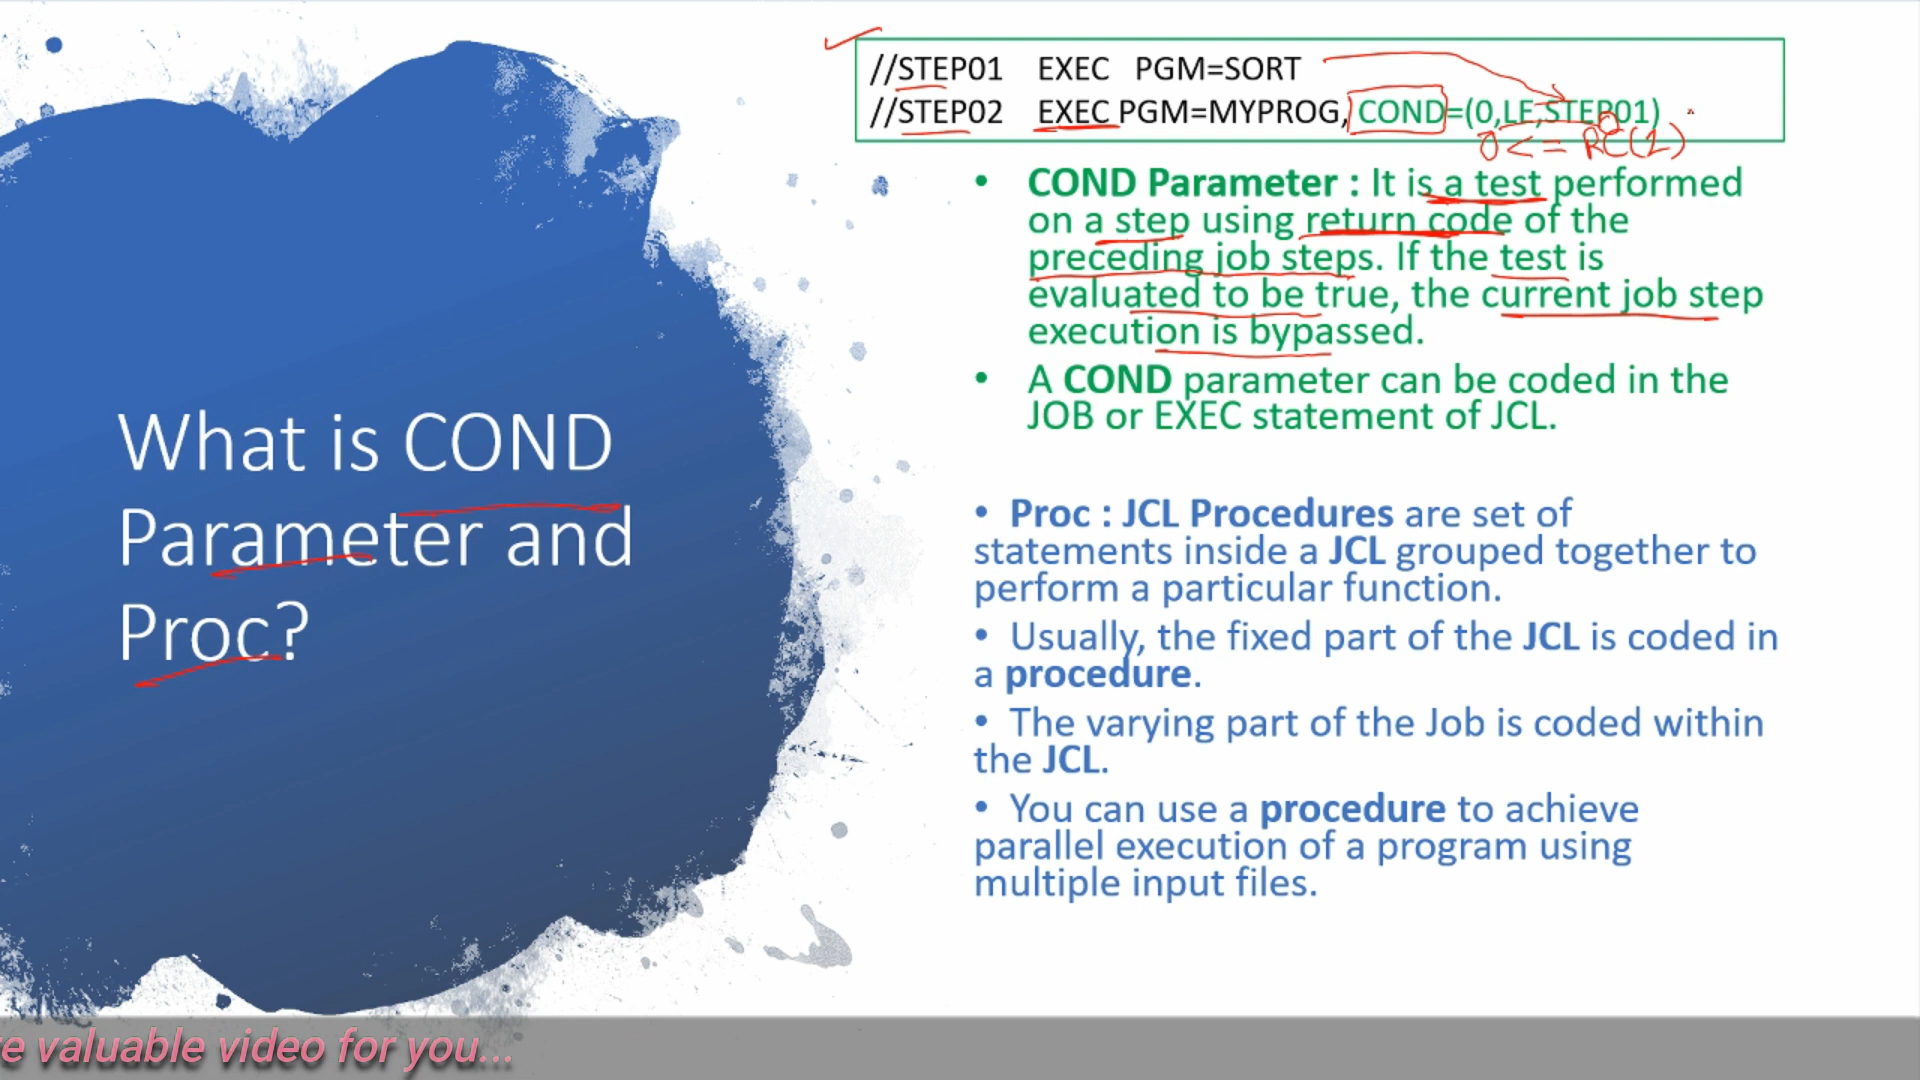 //STEP01 EXEC PGM=SORT
//STEP02 EXEC PGM=MYPROG, COND=(0,LE,STEP01)
0 <= RC(1)
• COND Parameter : It is a test performed
on a step using return code of the
preceding job steps. If the test is
evaluated to be true, the current job step
execution is bypassed.
• A COND parameter can be coded in the
JOB or EXEC statement of JCL.
What is COND
Parameter and
Proc?
• Proc : JCL Procedures are set of
statements inside a JCL grouped together to
perform a particular function.
• Usually, the fixed part of the JCL is coded in
a procedure.
• The varying part of the Job is coded within
the JCL.
• You can use a procedure to achieve
parallel execution of a program using
multiple input files.
e valuable video for you...